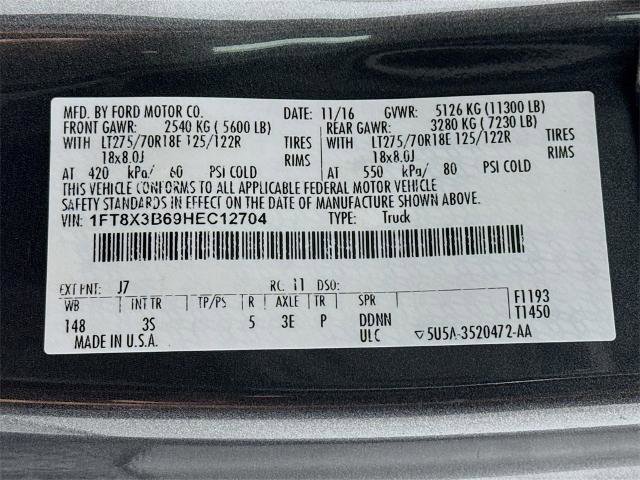 MFD. BY FORD MOTOR CO. DATE: 11/16 GVWR: 5126 KG (11300 LB)
FRONT GAWR: 2540 KG (5600 LB) REAR GAWR: 3280 KG (7230 LB)
WITH LT275/70R18E 125/122R TIRES WITH LT275/70R18E 125/122R TIRES
18x8.0J RIMS 18x8.0J RIMS
AT 420 kPa/ 60 PSI COLD AT 550 kPa/ 80 PSI COLD
THIS VEHICLE CONFORMS TO ALL APPLICABLE FEDERAL MOTOR VEHICLE
SAFETY STANDARDS IN EFFECT ON THE DATE OF MANUFACTURE SHOWN ABOVE.
VIN: 1FT8X3B69HEC12704 TYPE: Truck
EXT PNT: J7 RC: 11 DSO:
WB INT TR TP/PS R AXLE TR SPR F1193
148 3S 5 3E P DDNN T1450
MADE IN U.S.A. ULC ▽5U5A-3520472-AA